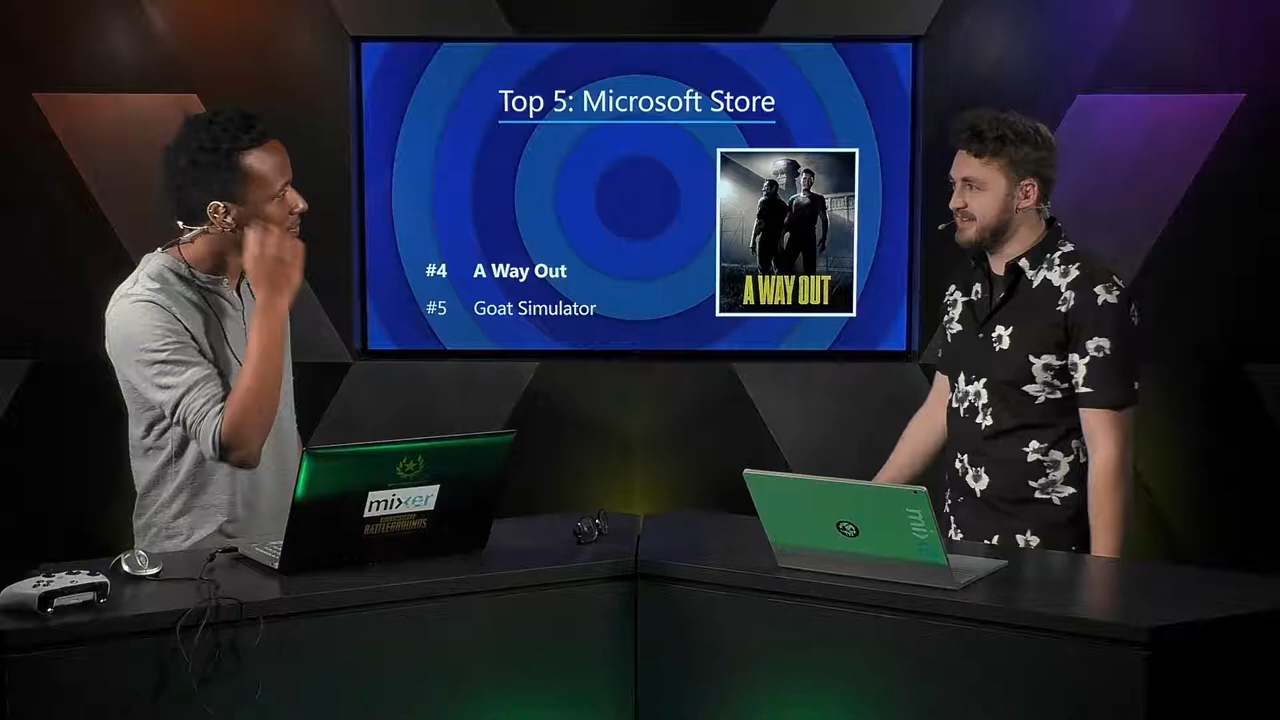 Top 5: Microsoft Store
A WAY OUT
#4 A Way Out
#5 Goat Simulator
mixer
BATTLEGROUNDS
mix